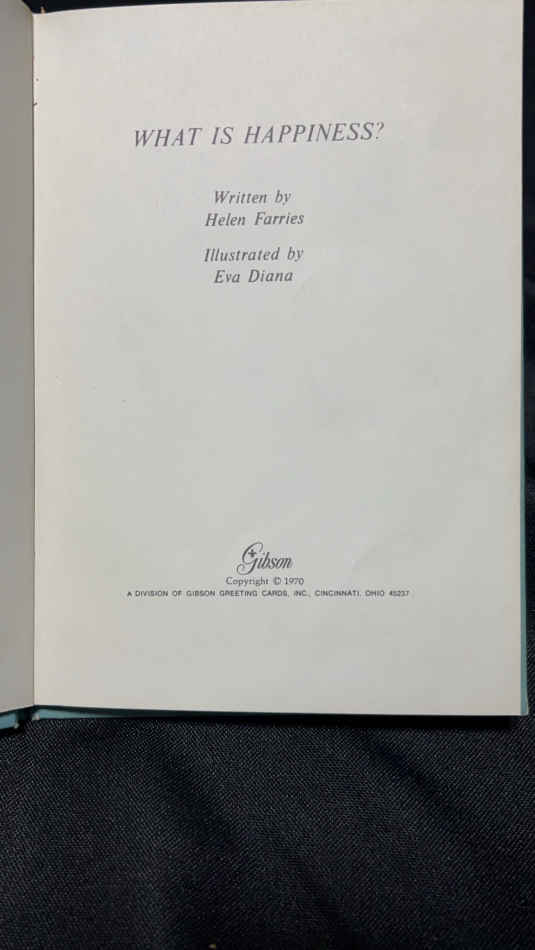 WHAT IS HAPPINESS?
Written by
Helen Farries
Illustrated by
Eva Diana
Gibson
Copyright © 1970
A DIVISION OF GIBSON GREETING CARDS, INC., CINCINNATI, OHIO 45237